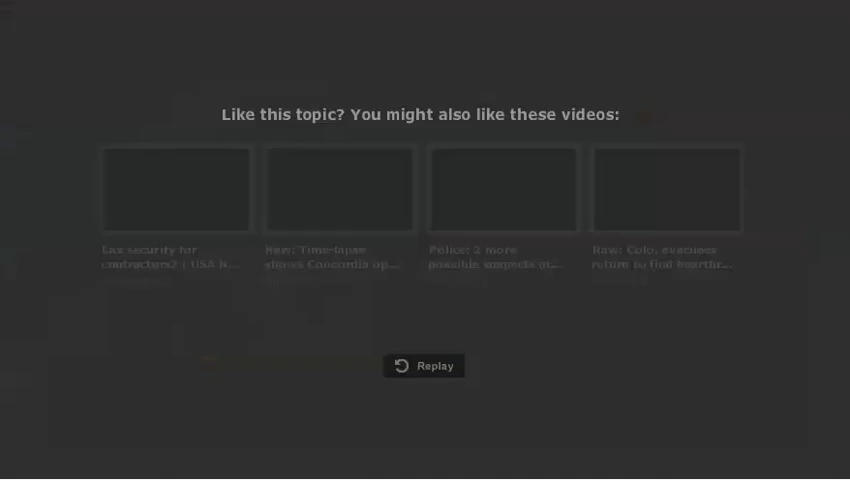 Like this topic? You might also like these videos:
Lax security for
contractors? | USA N...
Raw: Time-lapse
shows Concordia op...
Police: 2 more
possible suspects in...
Raw: Colo. evacuees
return to find heartbr...
Replay